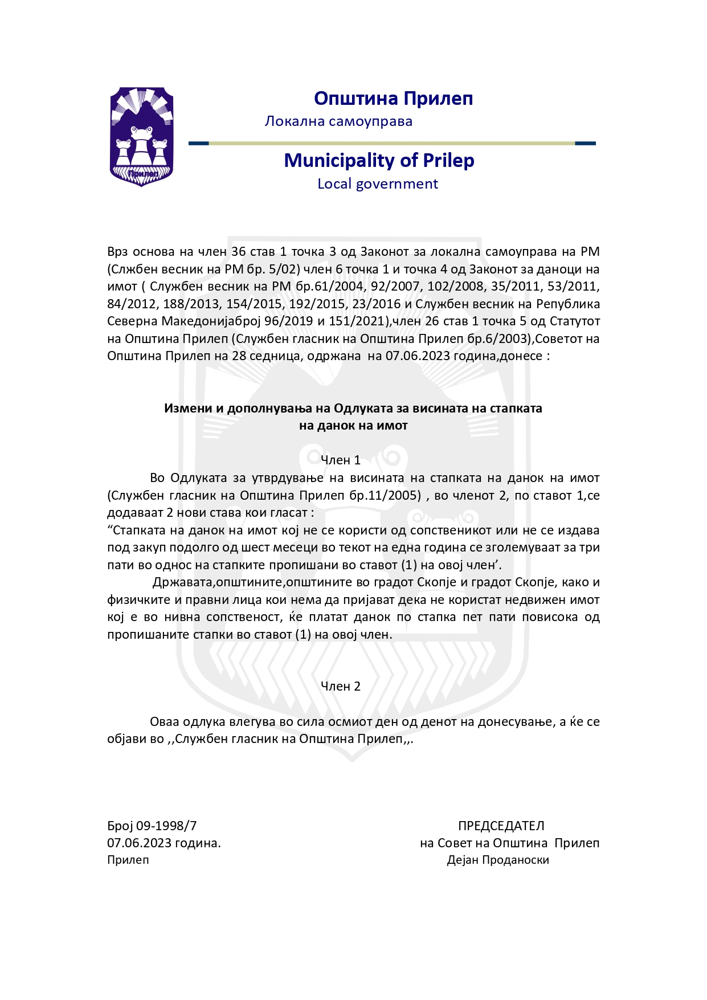 Општина Прилеп
Локална самоуправа
Municipality of Prilep
Local government
Прилеп
Врз основа на член 36 став 1 точка 3 од Законот за локална самоуправа на РМ
(Слжбен весник на РМ бр. 5/02) член 6 точка 1 и точка 4 од Законот за даноци на
имот ( Службен весник на РМ бр.61/2004, 92/2007, 102/2008, 35/2011, 53/2011,
84/2012, 188/2013, 154/2015, 192/2015, 23/2016 и Службен весник на Република
Северна Македонијаброј 96/2019 и 151/2021),член 26 став 1 точка 5 од Статутот
на Општина Прилеп (Службен гласник на Општина Прилеп бр.6/2003),Советот на
Општина Прилеп на 28 седница, одржана  на 07.06.2023 година,донесе :
Измени и дополнувања на Одлуката за висината на стапката
на данок на имот
Член 1
Во Одлуката за утврдување на висината на стапката на данок на имот
(Службен гласник на Општина Прилеп бр.11/2005) , во членот 2, по ставот 1,се
додаваат 2 нови става кои гласат :
“Стапката на данок на имот кој не се користи од сопственикот или не се издава
под закуп подолго од шест месеци во текот на една година се зголемуваат за три
пати во однос на стапките пропишани во ставот (1) на овој член’.
Државата,општините,општините во градот Скопје и градот Скопје, како и
физичките и правни лица кои нема да пријават дека не користат недвижен имот
кој е во нивна сопственост, ќе платат данок по стапка пет пати повисока од
пропишаните стапки во ставот (1) на овој член.
Член 2
Оваа одлука влегува во сила осмиот ден од денот на донесување, а ќе се
објави во ,,Службен гласник на Општина Прилеп,,.
Број 09-1998/7
07.06.2023 година.
Прилеп
ПРЕДСЕДАТЕЛ
на Совет на Општина  Прилеп
Дејан Проданоски